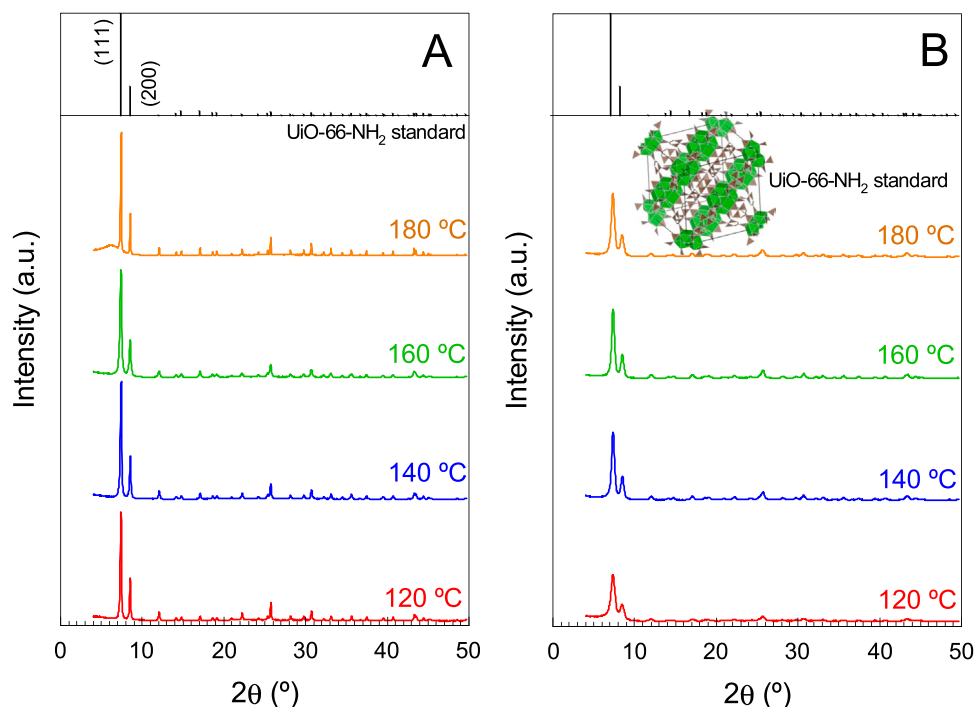 A
(111)
(200)
UiO-66-NH₂ standard
180 ºC
160 ºC
140 ºC
120 ºC
Intensity (a.u.)
0 10 20 30 40 50
2θ (º)
B
UiO-66-NH₂ standard
180 ºC
160 ºC
140 ºC
120 ºC
Intensity (a.u.)
0 10 20 30 40 50
2θ (º)